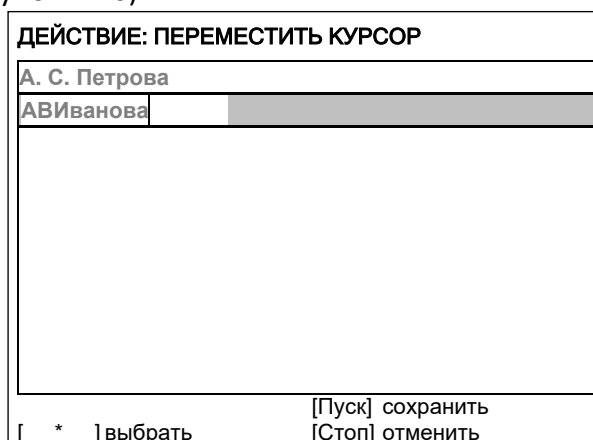 ДЕЙСТВИЕ: ПЕРЕМЕСТИТЬ КУРСОР
А. С. Петрова
АВИванова
[Пуск] сохранить
[ * ] выбрать [Стоп] отменить